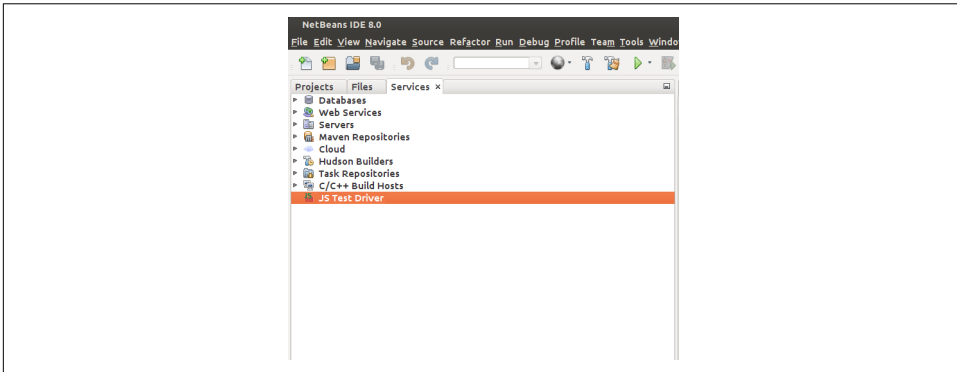 NetBeans IDE 8.0
File Edit View Navigate Source Refactor Run Debug Profile Team Tools
Projects Files Services ×
Databases
Web Services
Servers
Maven Repositories
Cloud
Hudson Builders
Task Repositories
C/C++ Build Hosts
JS Test Driver